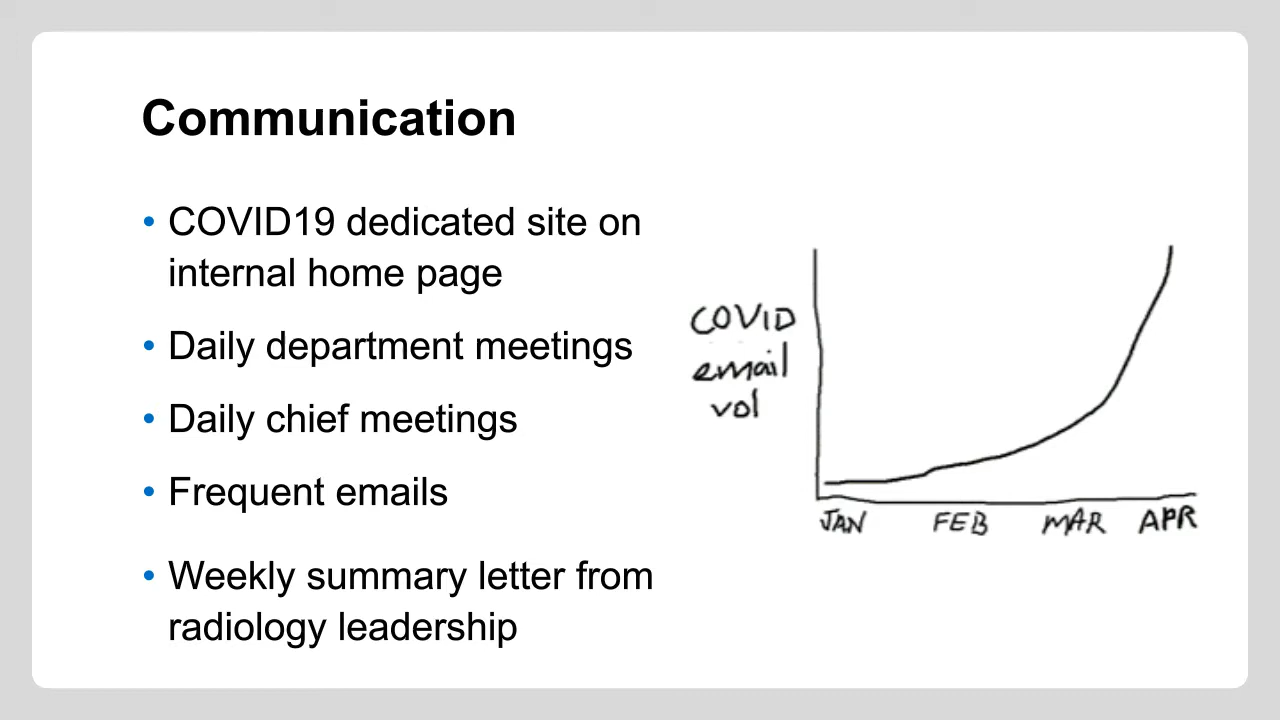 Communication
• COVID19 dedicated site on
internal home page
• Daily department meetings
• Daily chief meetings
• Frequent emails
• Weekly summary letter from
radiology leadership
COVID
email
vol
JAN FEB MAR APR